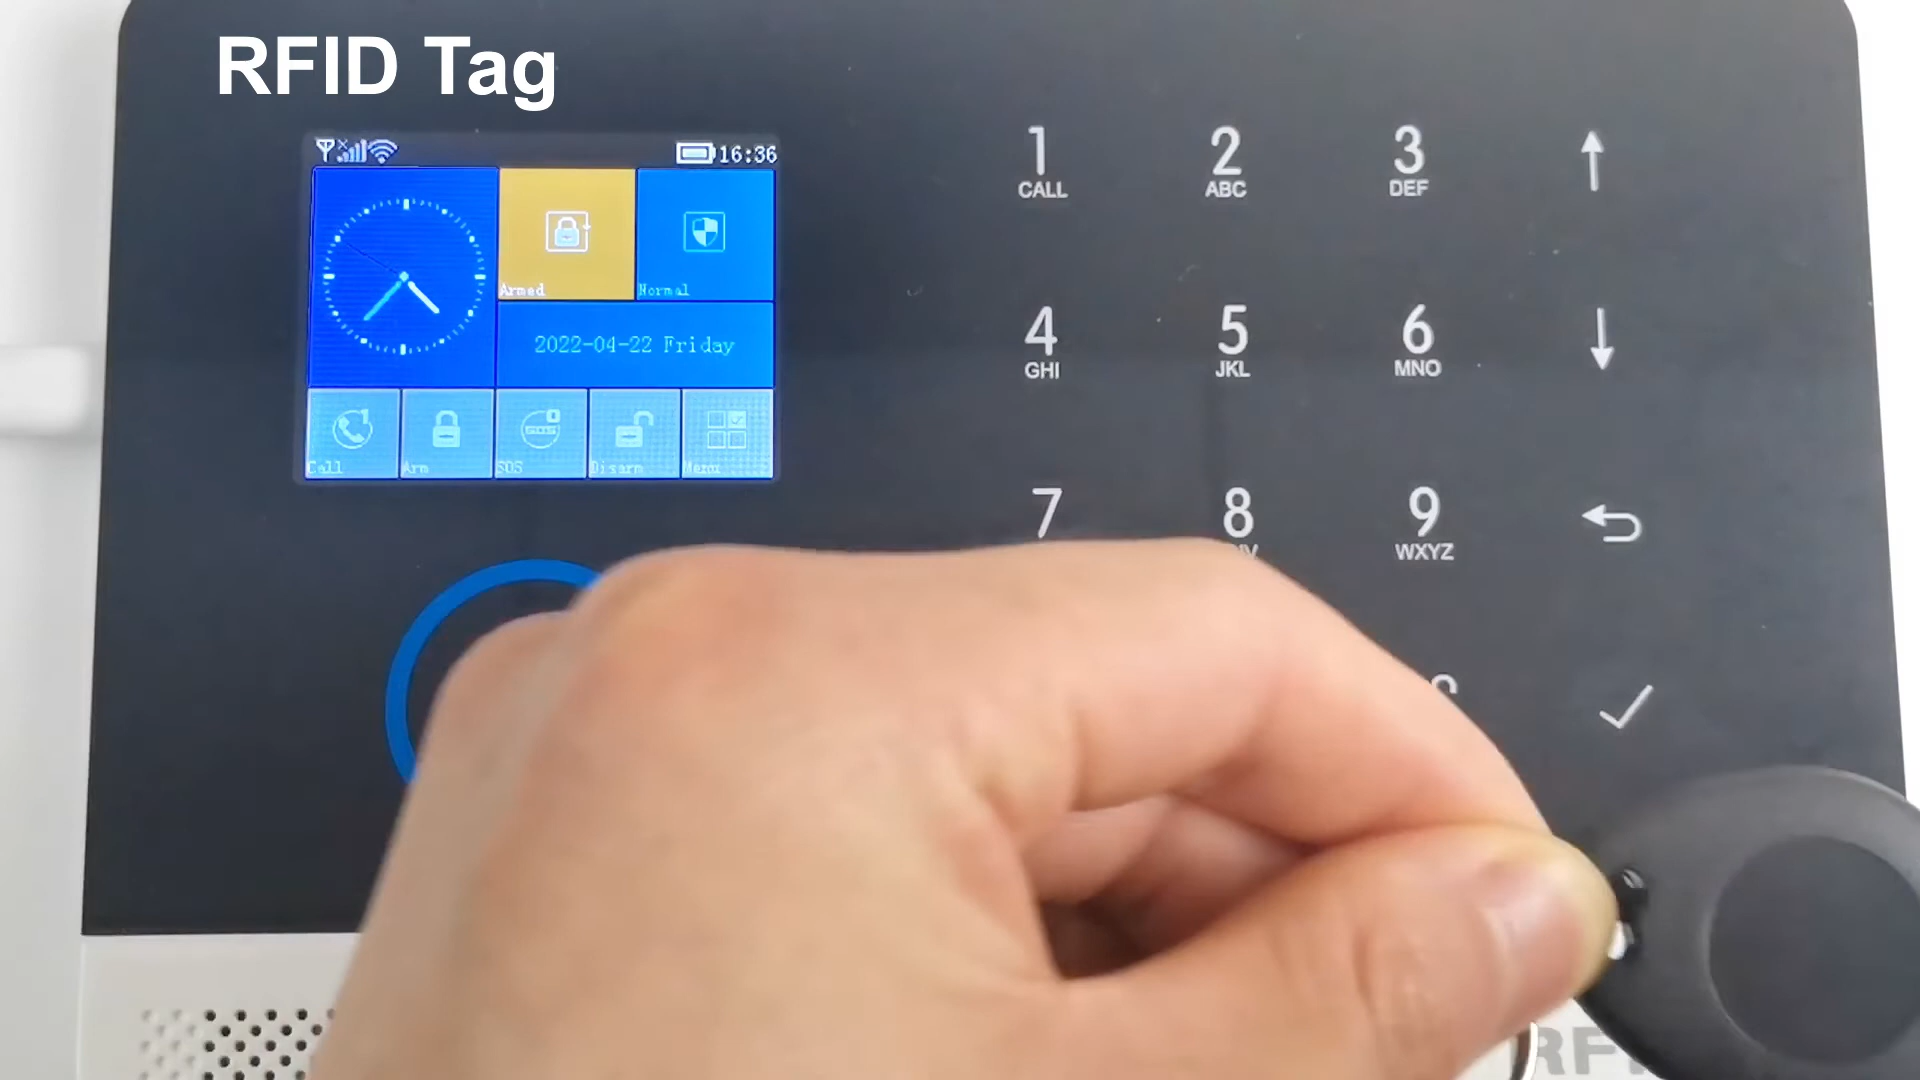 RFID Tag
16:36
1 2 3
CALL ABC DEF
Armed Normal
2022-04-22 Friday
4 5 6
GHI JKL MNO
Call Arm SOS Disarm Menu
7 8 9
WXYZ